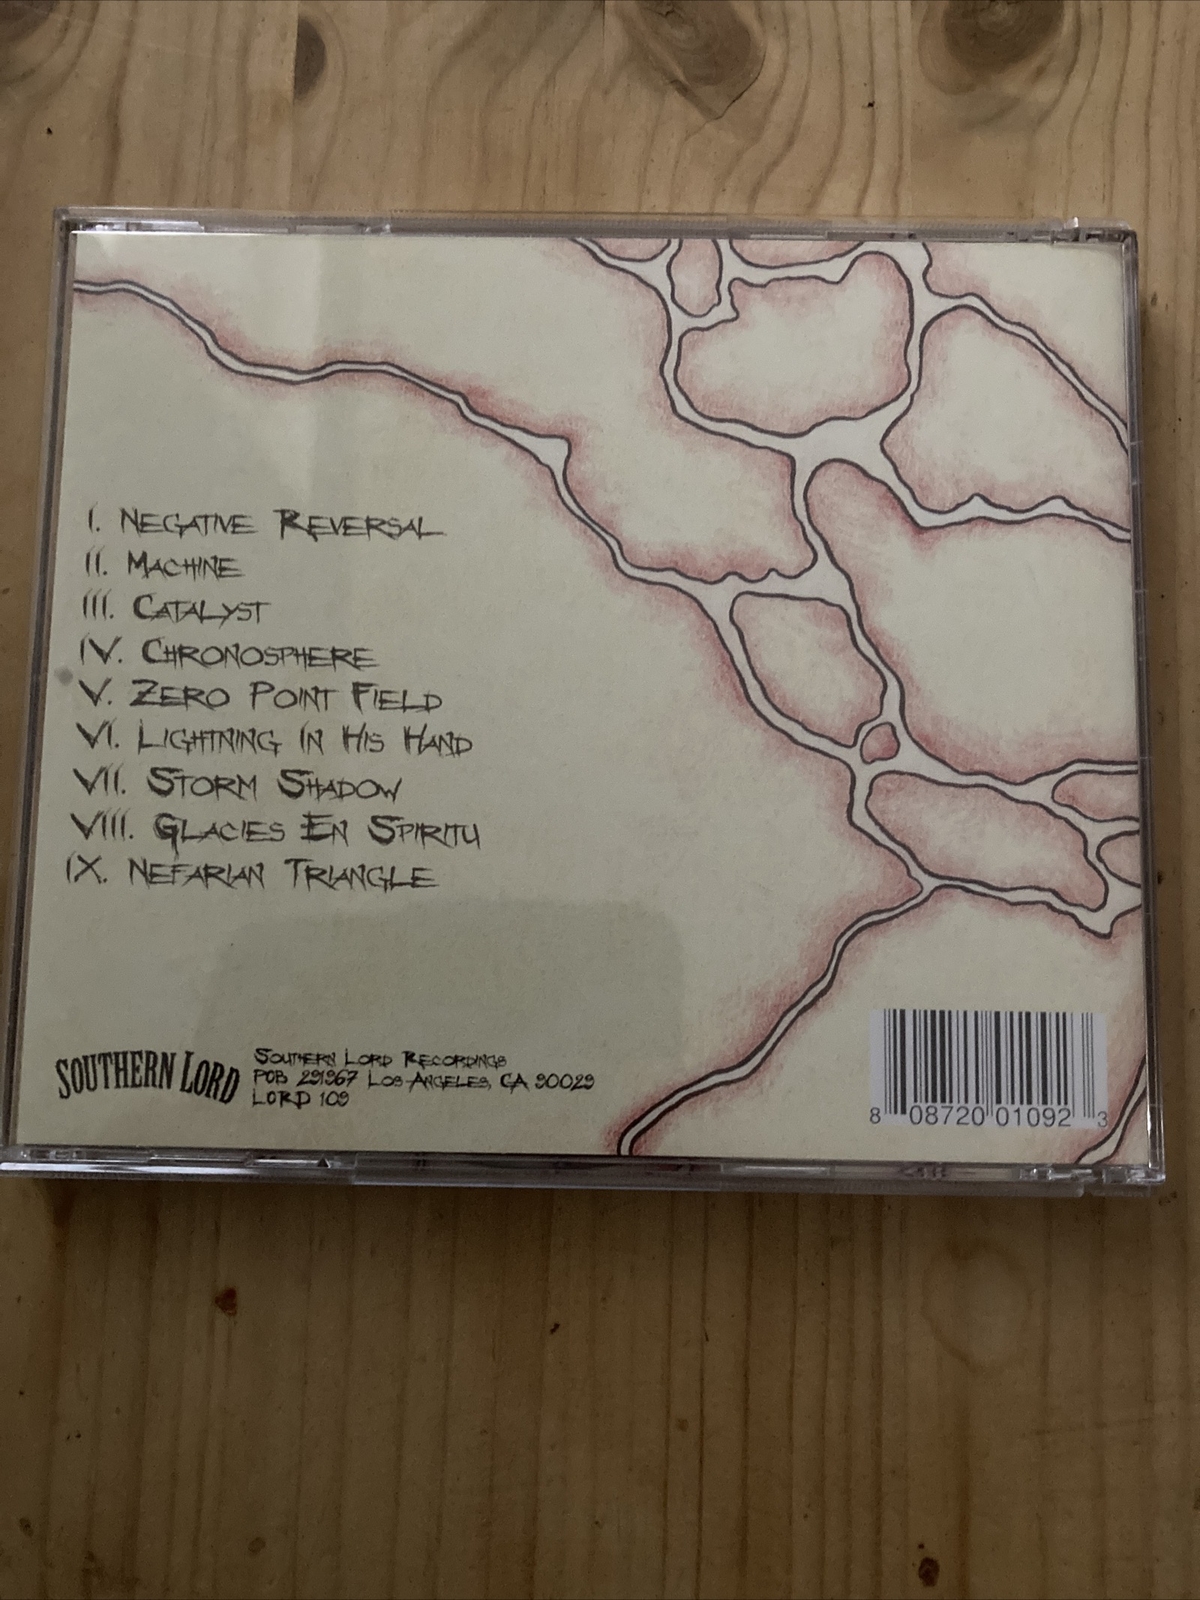 I. Negative Reversal
II. Machine
III. Catalyst
IV. Chronosphere
V. Zero Point Field
VI. Lightning In His Hand
VII. Storm Shadow
VIII. Glacies En Spiritu
IX. Nefarian Triangle
SOUTHERN LORD
Southern Lord Recordings
POB 291967 Los Angeles, CA 90029
LORD 109
8 08720 01092 3